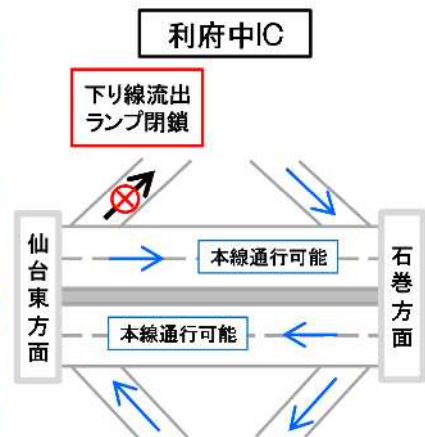 利府中IC
下り線流出
ランプ閉鎖
仙台東方面
本線通行可能
石巻方面
本線通行可能